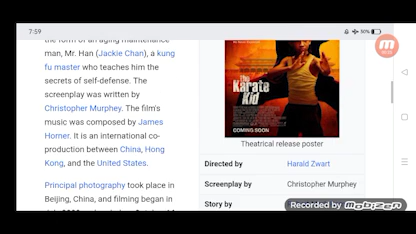 7:59
30%
the form of an aging maintenance
man, Mr. Han (Jackie Chan), a kung
fu master who teaches him the
secrets of self-defense. The
screenplay was written by
Christopher Murphey. The film's
music was composed by James
Horner. It is an international co-
production between China, Hong
Kong, and the United States.
Principal photography took place in
Beijing, China, and filming began in
The
Karate
Kid
COMING SOON
Theatrical release poster
Directed by
Harald Zwart
Screenplay by
Christopher Murphey
Story by
Recorded by Mobizen